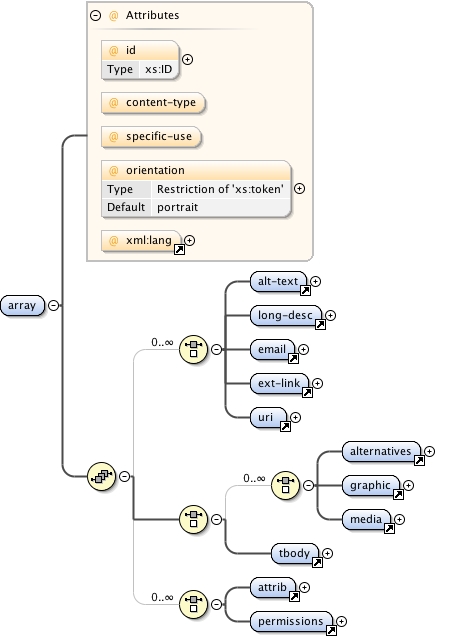 Attributes
@ id
Type xs:ID
@ content-type
@ specific-use
@ orientation
Type Restriction of 'xs:token'
Default portrait
@ xml:lang
array
0..∞
alt-text
long-desc
email
ext-link
uri
0..∞
alternatives
graphic
media
tbody
0..∞
attrib
permissions